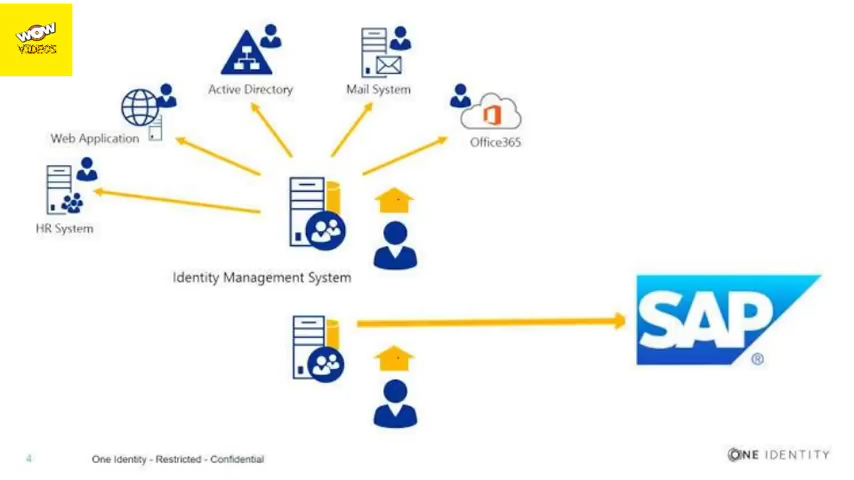 WOW
VIDEOS
Active Directory
Mail System
Web Application
Office365
HR System
Identity Management System
SAP
®
4
One Identity - Restricted - Confidential
ONE IDENTITY